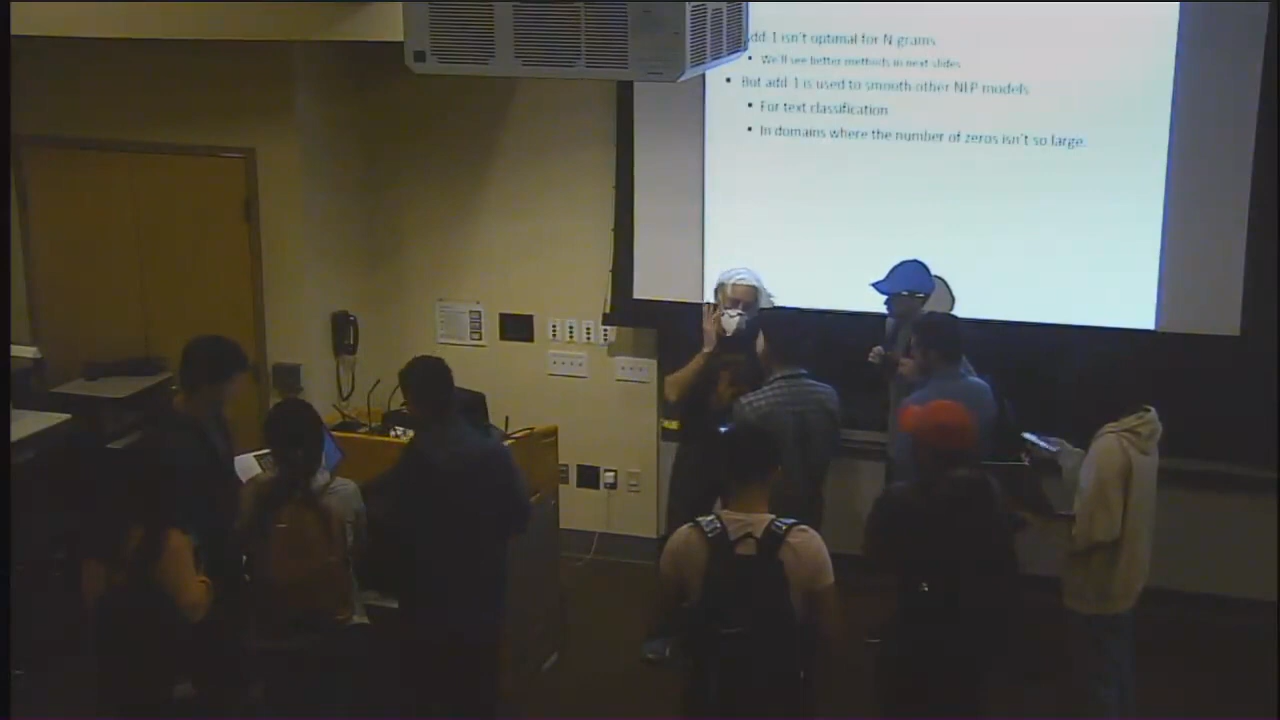 dd-1 isn't optimal for N-grams
• We'll see better methods in next slides
• But add-1 is used to smooth other NLP models
• For text classification
• In domains where the number of zeros isn't so large.